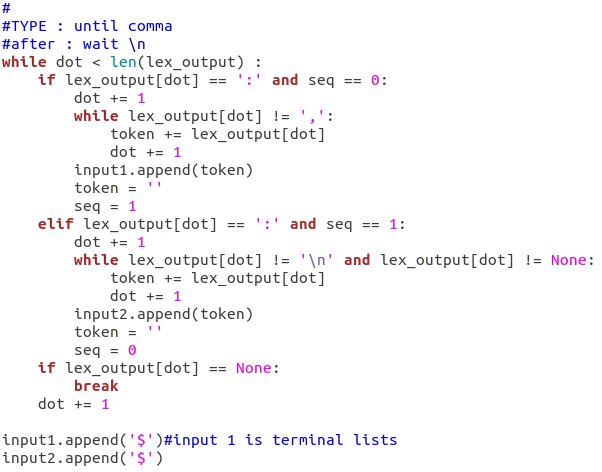 #
#TYPE : until comma
#after : wait \n
while dot < len(lex_output) :
    if lex_output[dot] == ':' and seq == 0:
        dot += 1
        while lex_output[dot] != ',':
            token += lex_output[dot]
            dot += 1
        input1.append(token)
        token = ''
        seq = 1
    elif lex_output[dot] == ':' and seq == 1:
        dot += 1
        while lex_output[dot] != '\n' and lex_output[dot] != None:
            token += lex_output[dot]
            dot += 1
        input2.append(token)
        token = ''
        seq = 0
    if lex_output[dot] == None:
        break
    dot += 1

input1.append('$')#input 1 is terminal lists
input2.append('$')